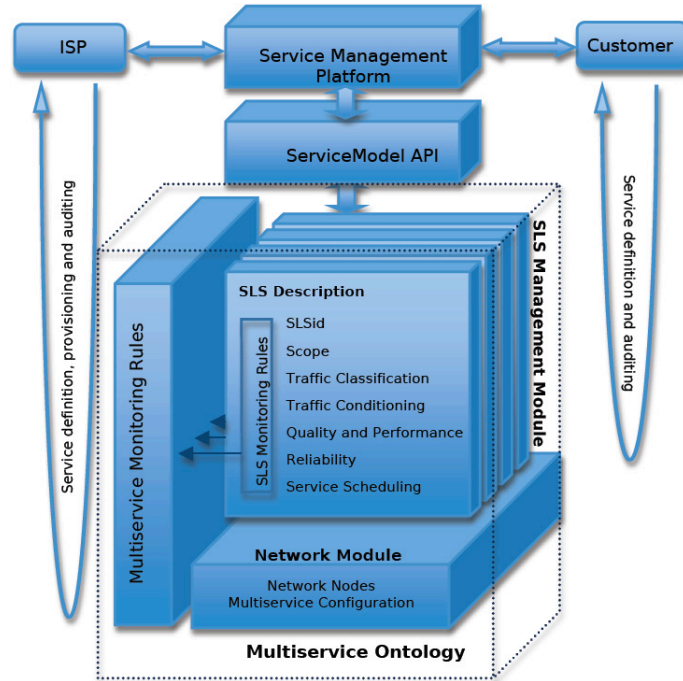 ISP
Service Management
Platform
Customer
ServiceModel API
Service definition, provisioning and auditing
Service definition and auditing
SLS Management Module
Multiservice Monitoring Rules
SLS Description
SLS Monitoring Rules
SLSid
Scope
Traffic Classification
Traffic Conditioning
Quality and Performance
Reliability
Service Scheduling
Network Module
Network Nodes
Multiservice Configuration
Multiservice Ontology